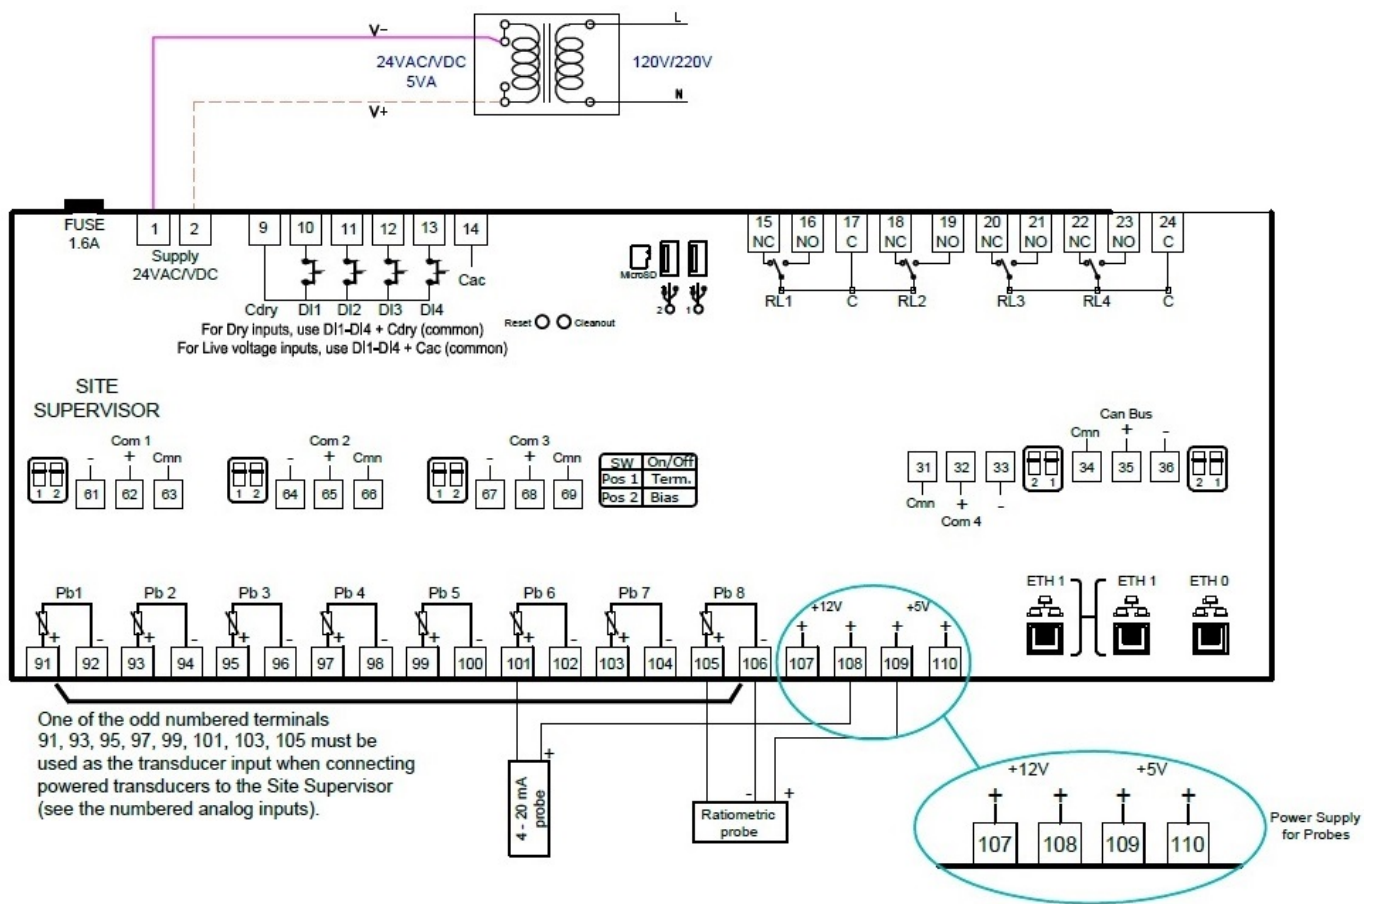 L
V-
24VAC/VDC
5VA
120V/220V
N
V+
FUSE
1.6A
1 2
Supply
24VAC/VDC
9 10 11 12 13 14
Cac
Cdry DI1 DI2 DI3 DI4
For Dry inputs, use DI1-DI4 + Cdry (common)
For Live voltage inputs, use DI1-DI4 + Cac (common)
MicroSD
2 1
Reset Cleanout
15 16 17 18 19 20 21 22 23 24
NC NO C NC NO NC NO NC NO C
RL1 C RL2 RL3 RL4 C
SITE
SUPERVISOR
Com 1
- + Cmn
1 2 61 62 63
Com 2
- + Cmn
1 2 64 65 66
Com 3
- + Cmn
1 2 67 68 69
SW On/Off
Pos 1 Term.
Pos 2 Bias
31 32 33
Cmn + -
Com 4
2 1
Can Bus
Cmn + -
34 35 36
2 1
Pb1 Pb 2 Pb 3 Pb 4 Pb 5 Pb 6 Pb 7 Pb 8
+ - + - + - + - + - + - + - + -
91 92 93 94 95 96 97 98 99 100 101 102 103 104 105 106
+12V +5V
+ + + +
107 108 109 110
ETH 1 ETH 1 ETH 0
One of the odd numbered terminals
91, 93, 95, 97, 99, 101, 103, 105 must be
used as the transducer input when connecting
powered transducers to the Site Supervisor
(see the numbered analog inputs).
+
4 - 20 mA
probe
- +
Ratiometric
probe
+12V +5V
+ + + +
107 108 109 110
Power Supply
for Probes